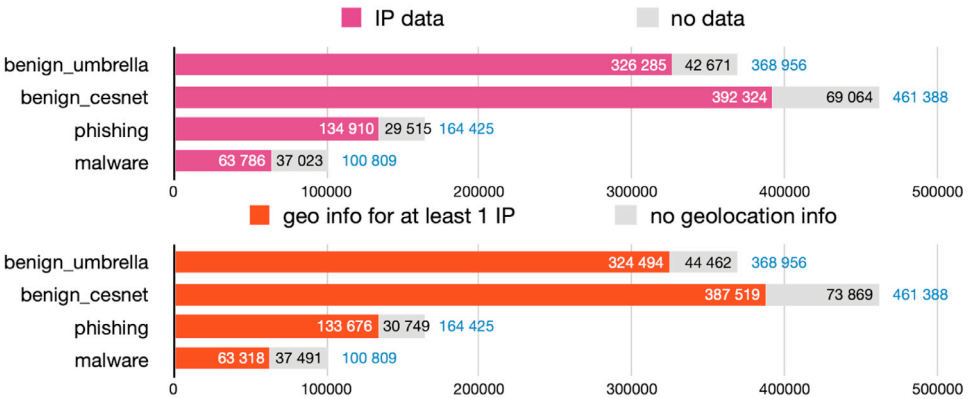 IP data no data
benign_umbrella 326 285 42 671 368 956
benign_cesnet 392 324 69 064 461 388
phishing 134 910 29 515 164 425
malware 63 786 37 023 100 809
0 100000 200000 300000 400000 500000
geo info for at least 1 IP no geolocation info
benign_umbrella 324 494 44 462 368 956
benign_cesnet 387 519 73 869 461 388
phishing 133 676 30 749 164 425
malware 63 318 37 491 100 809
0 100000 200000 300000 400000 500000